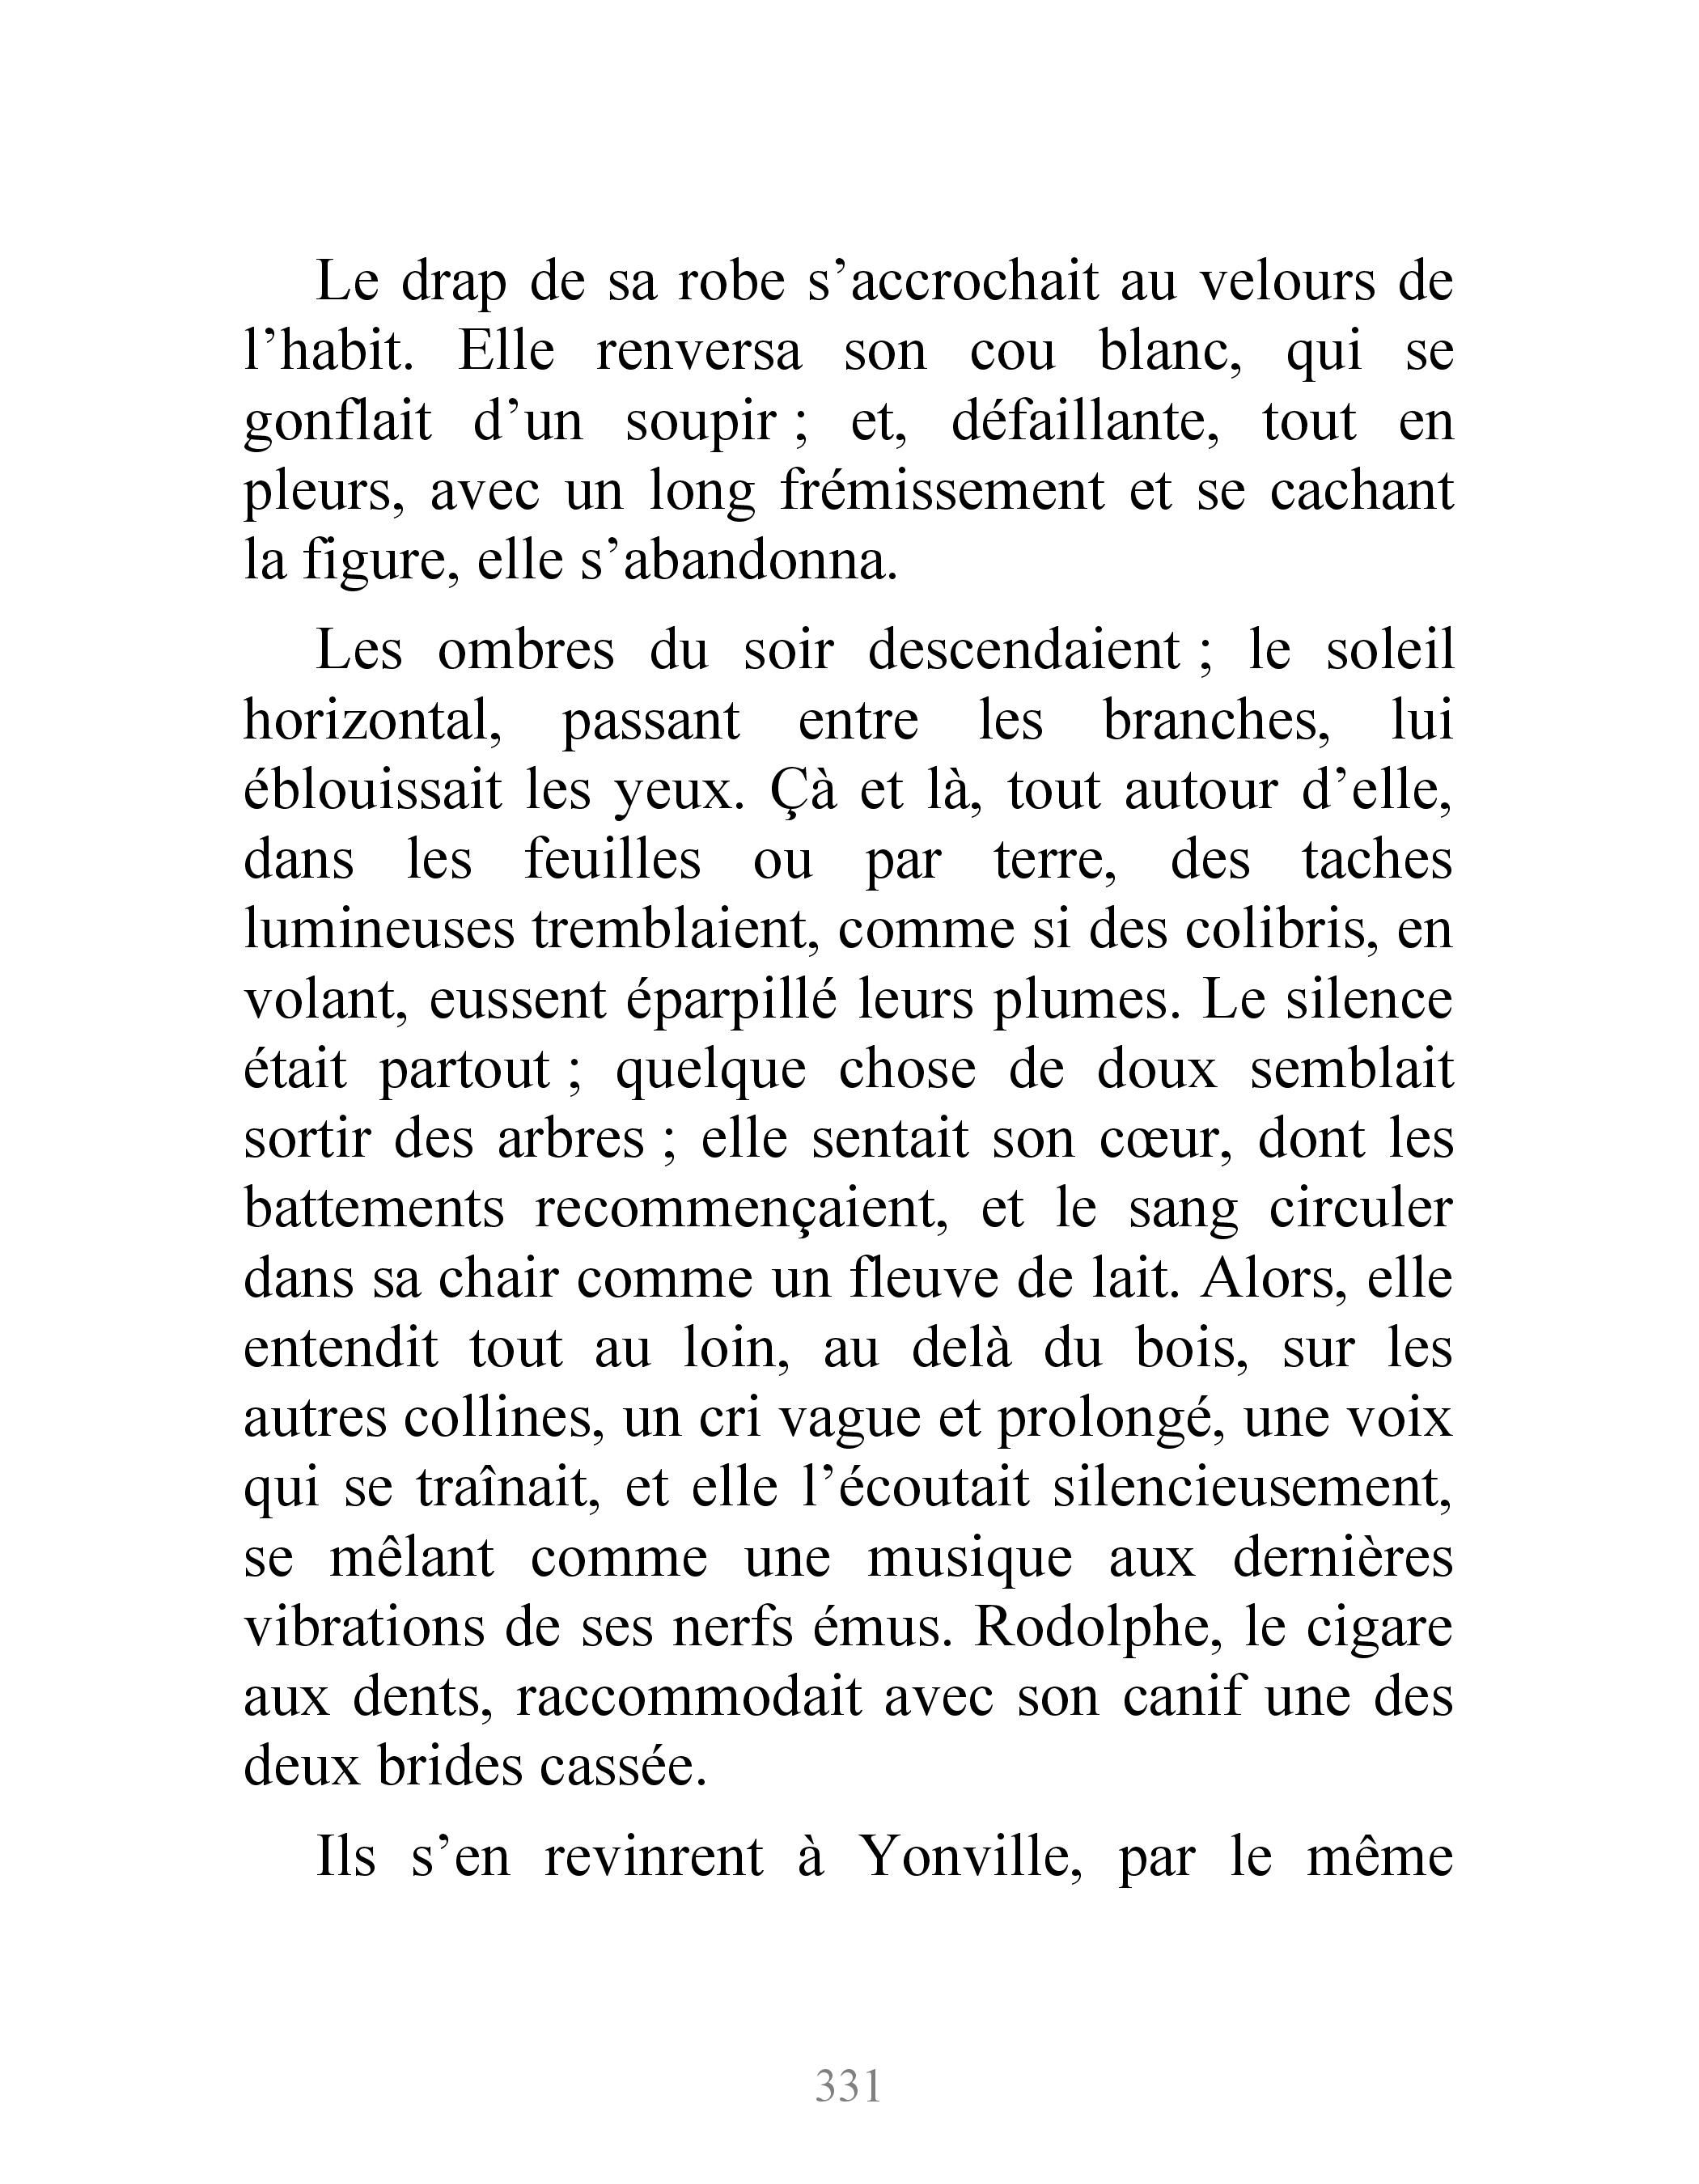 Le drap de sa robe s’accrochait au velours de
l’habit. Elle renversa son cou blanc, qui se
gonflait d’un soupir ; et, défaillante, tout en
pleurs, avec un long frémissement et se cachant
la figure, elle s’abandonna.
Les ombres du soir descendaient ; le soleil
horizontal, passant entre les branches, lui
éblouissait les yeux. Çà et là, tout autour d’elle,
dans les feuilles ou par terre, des taches
lumineuses tremblaient, comme si des colibris, en
volant, eussent éparpillé leurs plumes. Le silence
était partout ; quelque chose de doux semblait
sortir des arbres ; elle sentait son cœur, dont les
battements recommençaient, et le sang circuler
dans sa chair comme un fleuve de lait. Alors, elle
entendit tout au loin, au delà du bois, sur les
autres collines, un cri vague et prolongé, une voix
qui se traînait, et elle l’écoutait silencieusement,
se mêlant comme une musique aux dernières
vibrations de ses nerfs émus. Rodolphe, le cigare
aux dents, raccommodait avec son canif une des
deux brides cassée.
Ils s’en revinrent à Yonville, par le même
331